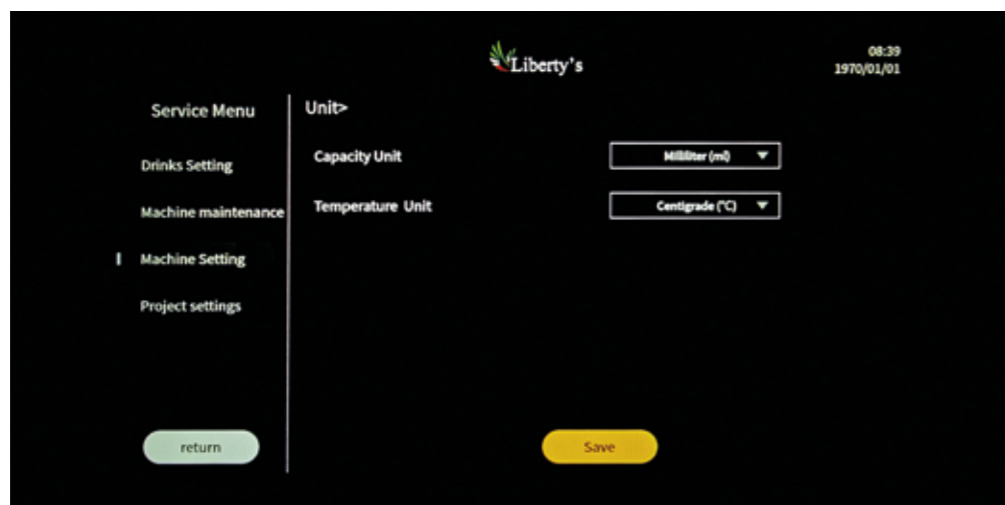 Liberty's
08:39
1970/01/01
Service Menu
Drinks Setting
Machine maintenance
Machine Setting
Project settings
return
Unit>
Capacity Unit
Milliliter (ml)
Temperature Unit
Centigrade (°C)
Save